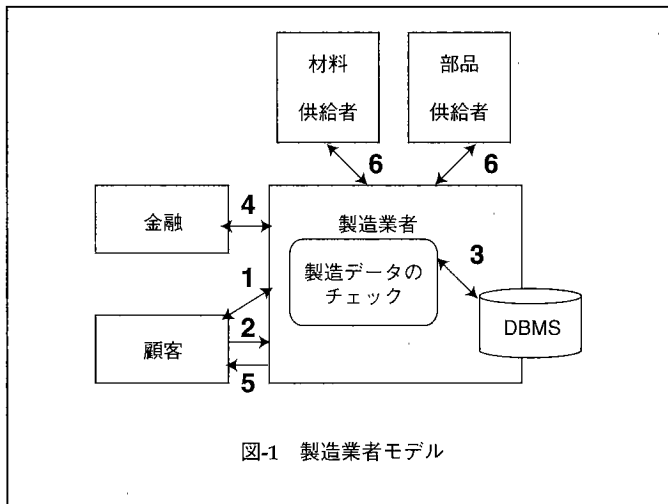 材料
供給者
部品
供給者
6
6
金融
4
製造業者
製造データの
チェック
3
1
DBMS
顧客
2
5
図-1 製造業者モデル